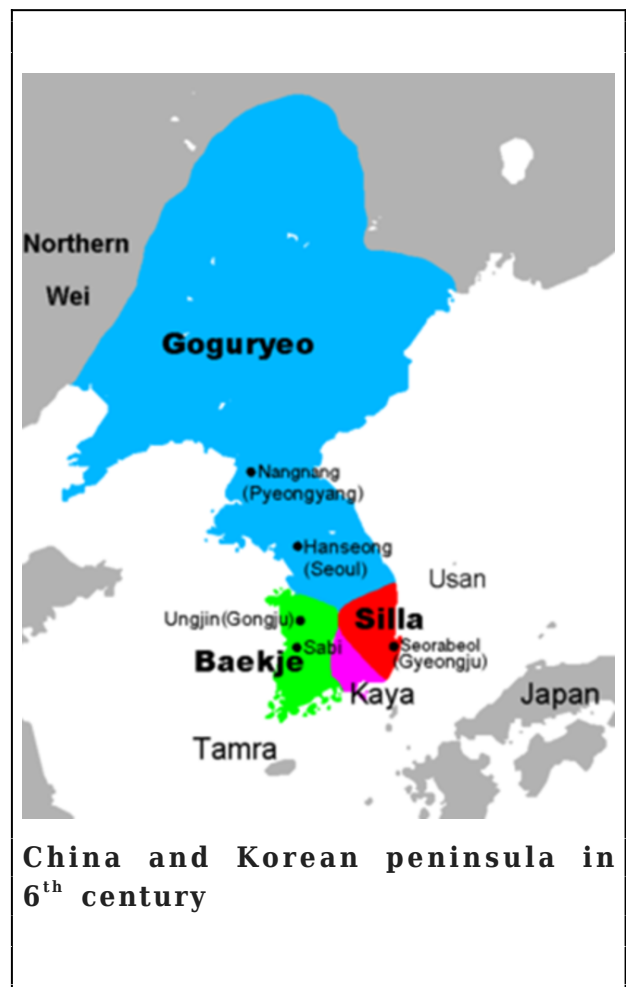 Northern
Wei
Goguryeo
Nangnang
(Pyeongyang)
Hanseong
(Seoul)
Usan
Ungjin(Gongju)
Silla
Sabi
Seorabeol
(Gyeongju)
Baekje
Kaya
Japan
Tamra
China and Korean peninsula in
6th century